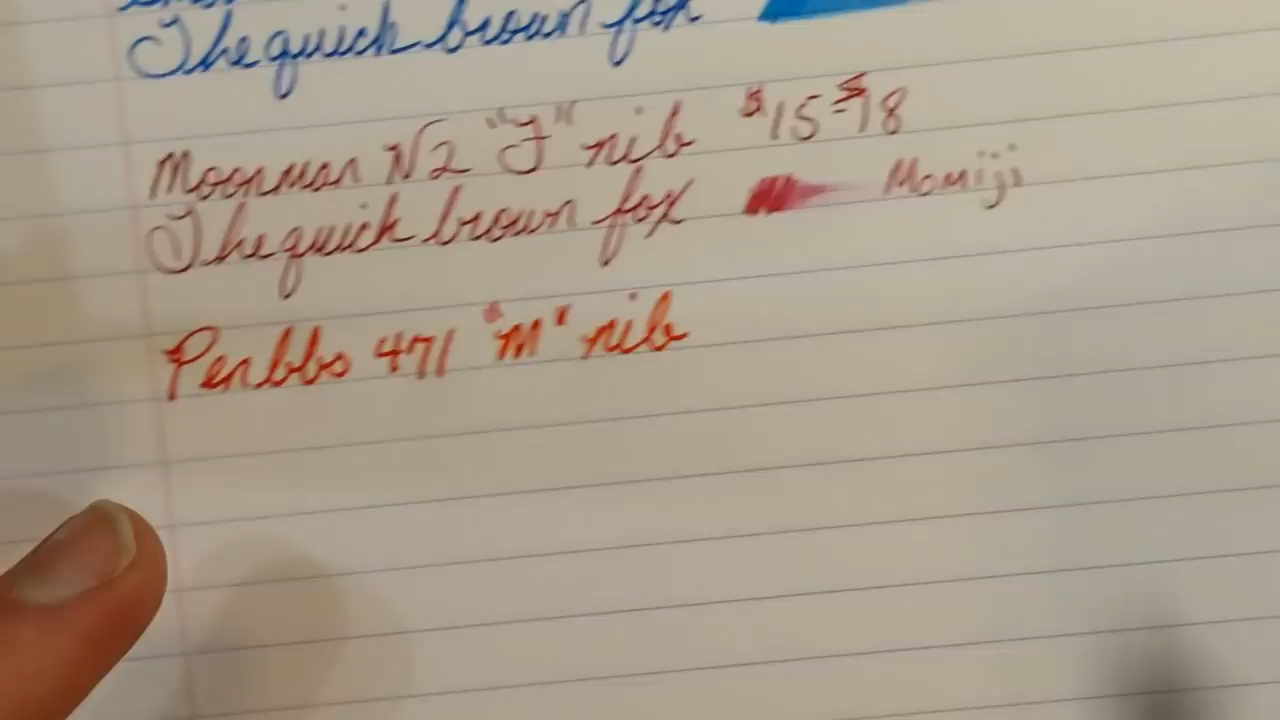 The quick brown fox
Moonman N2 "F" nib $15-$18
The quick brown fox Momiji
Penbbs 471 "M" nib